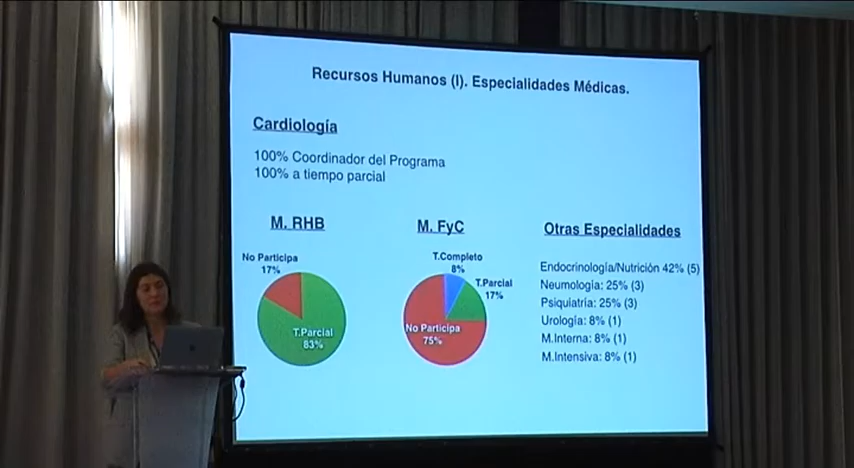 Recursos Humanos (I). Especialidades Médicas.
Cardiología
100% Coordinador del Programa
100% a tiempo parcial
M. RHB
No Participa
17%
T.Parcial
83%
M. FyC
T.Completo
8%
T.Parcial
17%
No Participa
75%
Otras Especialidades
Endocrinología/Nutrición 42% (5)
Neumología: 25% (3)
Psiquiatría: 25% (3)
Urología: 8% (1)
M.Interna: 8% (1)
M.Intensiva: 8% (1)